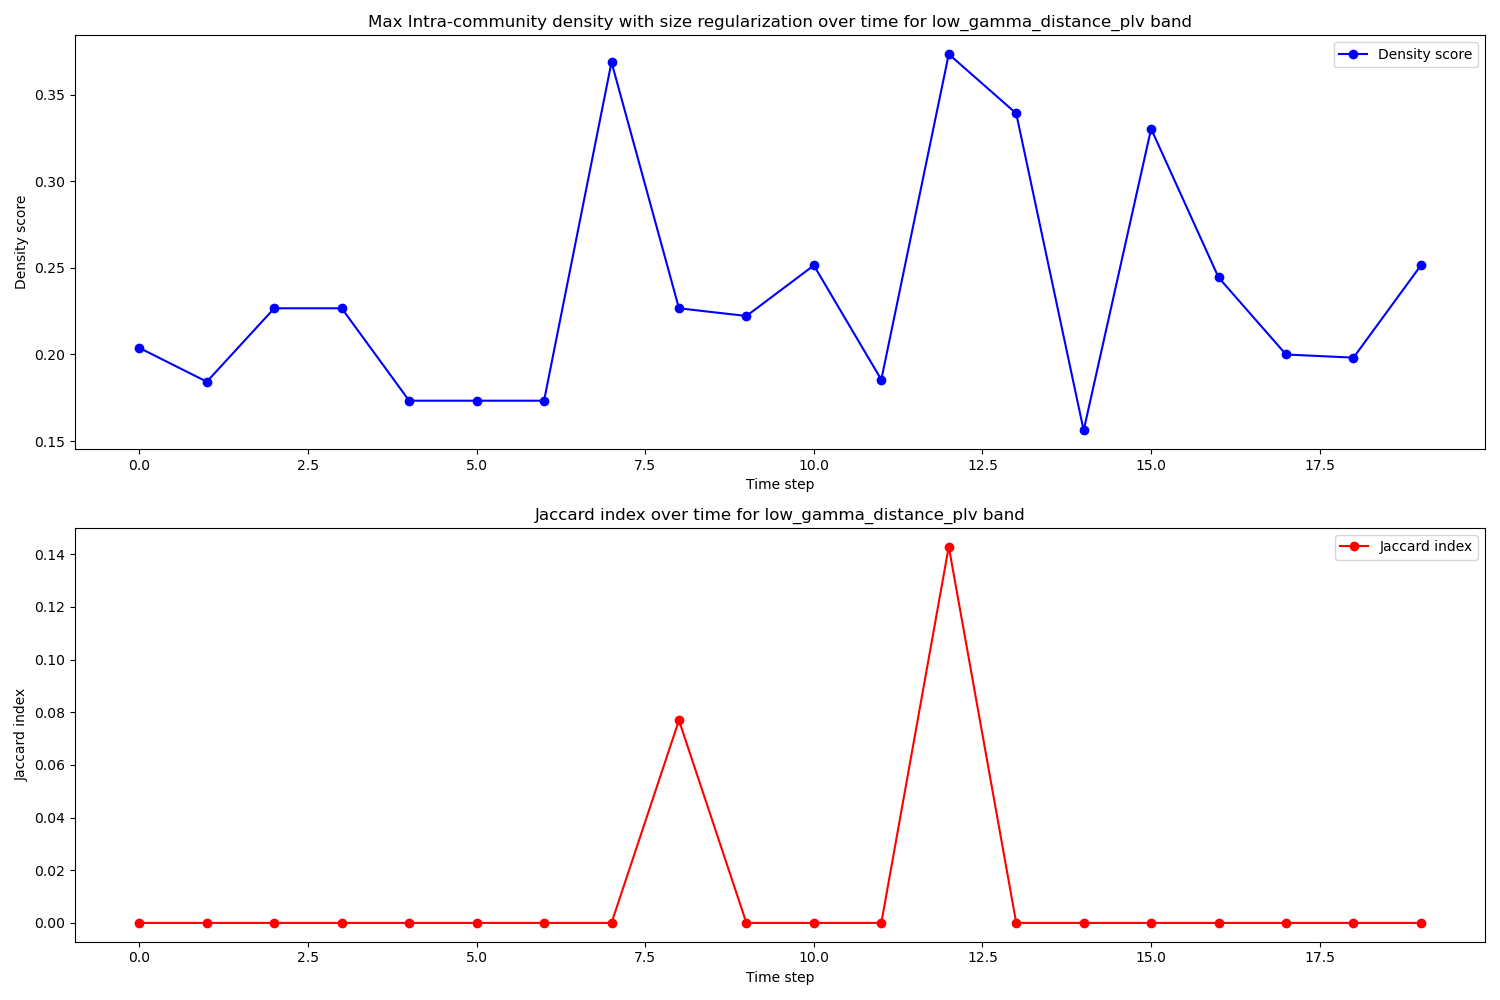 Max Intra-community density with size regularization over time for low_gamma_distance_plv band
Density score
0.35
0.30
0.25
0.20
0.15
Density score
0.0 2.5 5.0 7.5 10.0 12.5 15.0 17.5
Time step
Jaccard index over time for low_gamma_distance_plv band
Jaccard index
0.14
0.12
0.10
0.08
0.06
0.04
0.02
0.00
Jaccard index
0.0 2.5 5.0 7.5 10.0 12.5 15.0 17.5
Time step